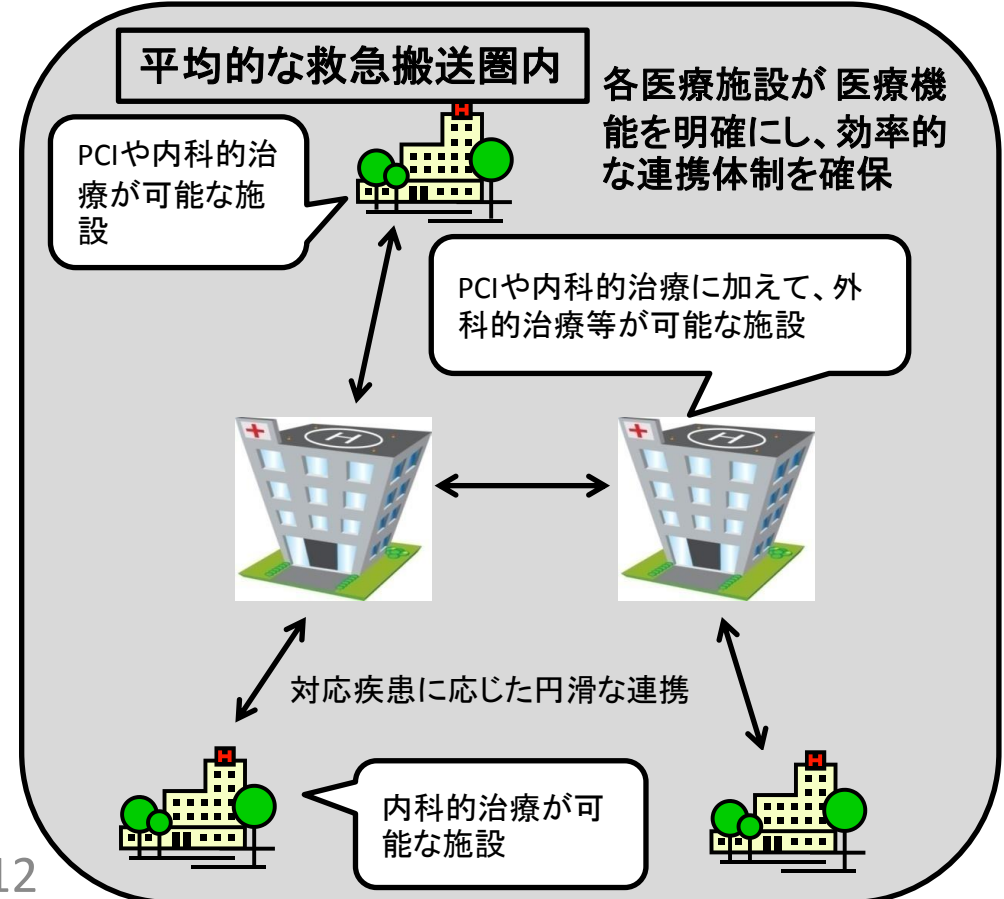 平均的な救急搬送圏内
各医療施設が 医療機
能を明確にし、効率的
な連携体制を確保
PCIや内科的治
療が可能な施
設
PCIや内科的治療に加えて、外
科的治療等が可能な施設
対応疾患に応じた円滑な連携
内科的治療が可
能な施設
H
H
H
H
H
12